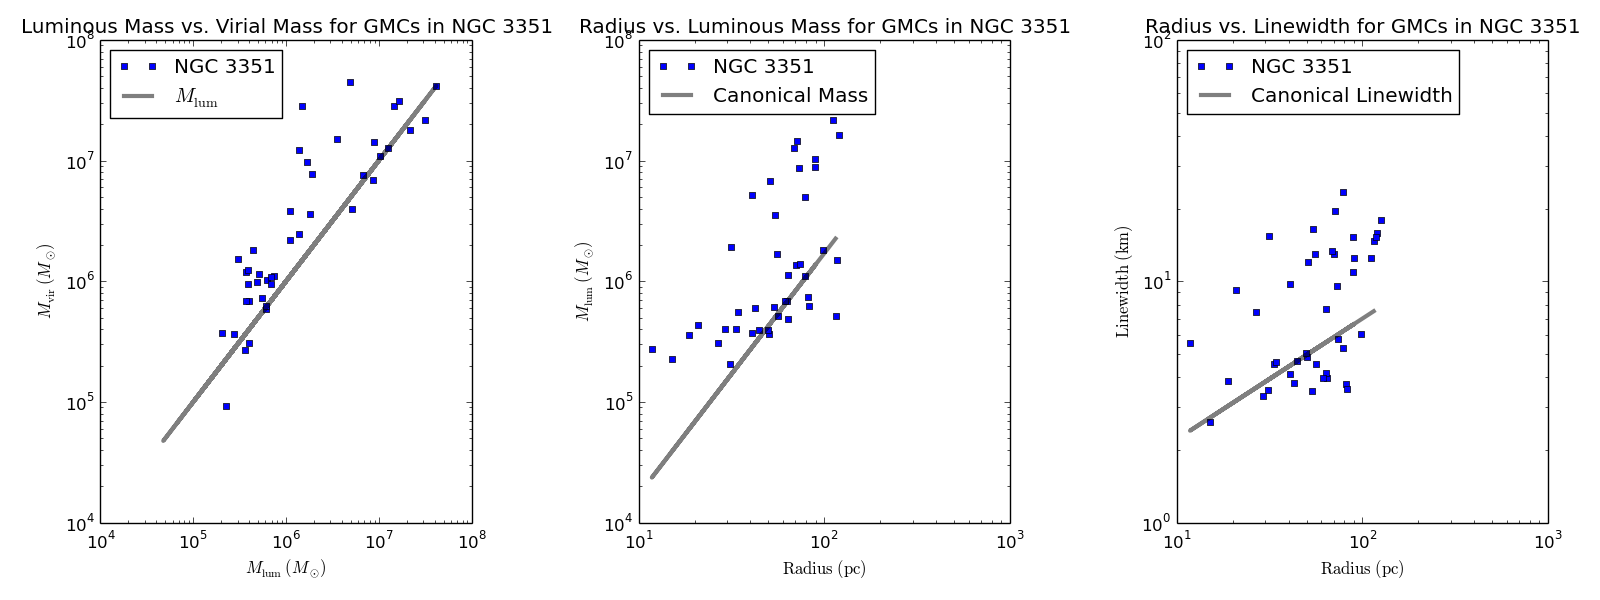 Luminous Mass vs. Virial Mass for GMCs in NGC 3351
10^8
10^7
10^6
10^5
10^4
M_vir (M_⊙)
NGC 3351
M_lum
10^4 10^5 10^6 10^7 10^8
M_lum (M_⊙)
Radius vs. Luminous Mass for GMCs in NGC 3351
10^8
10^7
10^6
10^5
10^4
M_lum (M_⊙)
NGC 3351
Canonical Mass
10^1 10^2 10^3
Radius (pc)
Radius vs. Linewidth for GMCs in NGC 3351
10^2
10^1
10^0
Linewidth (km)
NGC 3351
Canonical Linewidth
10^1 10^2 10^3
Radius (pc)